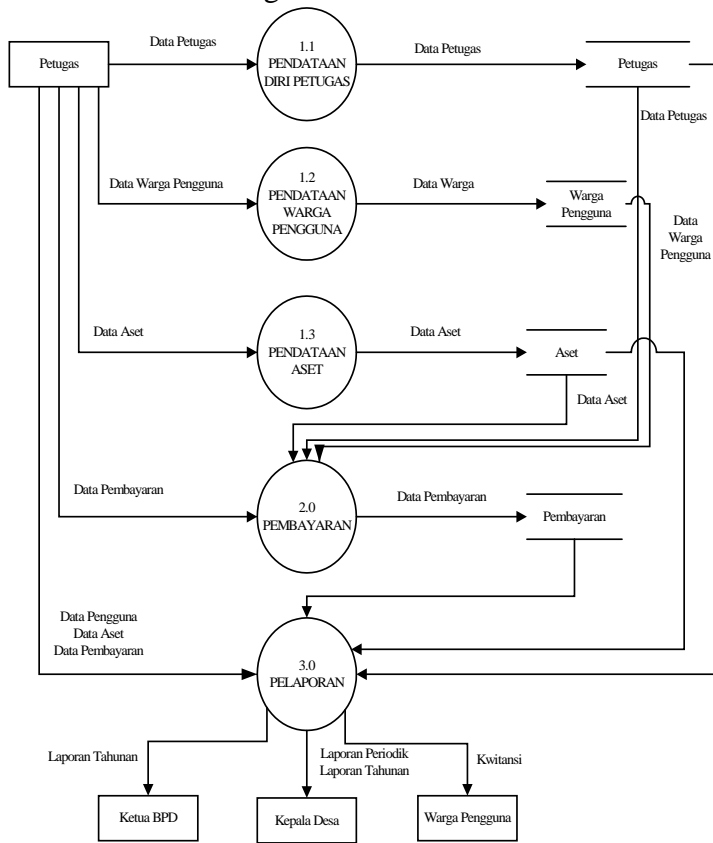 Data Petugas
1.1
PENDATAAN
DIRI PETUGAS
Data Petugas
Petugas
Petugas
Data Petugas
Data Warga Pengguna
1.2
PENDATAAN
WARGA
PENGGUNA
Data Warga
Warga
Pengguna
Data
Warga
Pengguna
Data Aset
1.3
PENDATAAN
ASET
Data Aset
Aset
Data Aset
Data Pembayaran
2.0
PEMBAYARAN
Data Pembayaran
Pembayaran
Data Pengguna
Data Aset
Data Pembayaran
3.0
PELAPORAN
Laporan Tahunan
Laporan Periodik
Laporan Tahunan
Kwitansi
Ketua BPD
Kepala Desa
Warga Pengguna